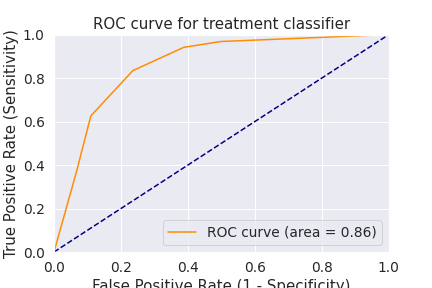 ROC curve for treatment classifier
True Positive Rate (Sensitivity)
1.0
0.8
0.6
0.4
0.2
0.0
ROC curve (area = 0.86)
0.0 0.2 0.4 0.6 0.8 1.0
False Positive Rate (1 - Specificity)